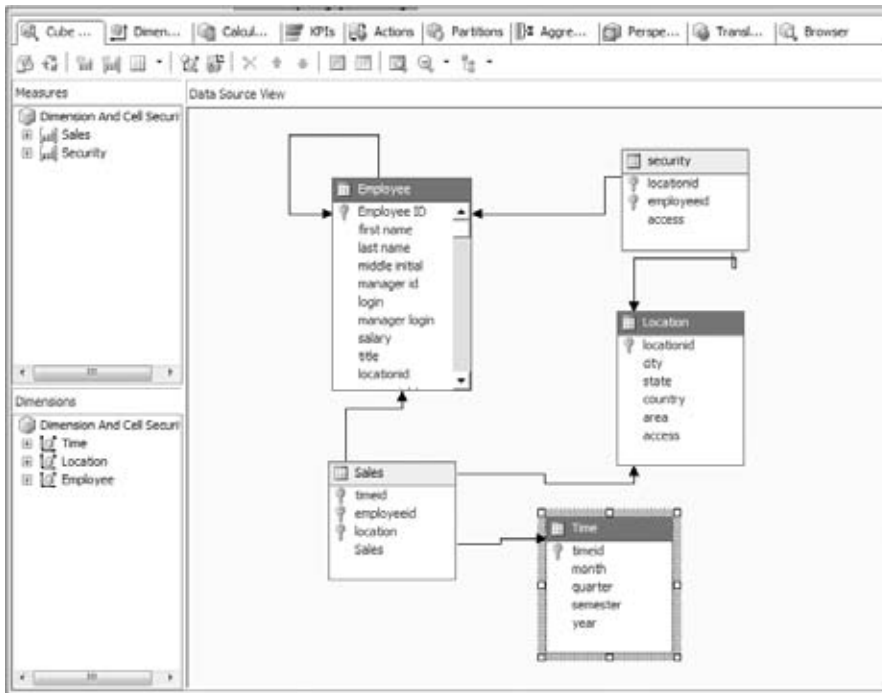 Cube ... Dimen... Calcul... KPIs Actions Partitions Aggre... Perspe... Transl... Browser
Measures
Dimension And Cell Securi
Sales
Security
Dimensions
Dimension And Cell Securi
Time
Location
Employee
Data Source View
Employee
Employee ID
first name
last name
middle initial
manager id
login
manager login
salary
title
locationid
security
locationid
employeeid
access
Location
locationid
city
state
country
area
access
Sales
timeid
employeeid
location
Sales
Time
timeid
month
quarter
semester
year